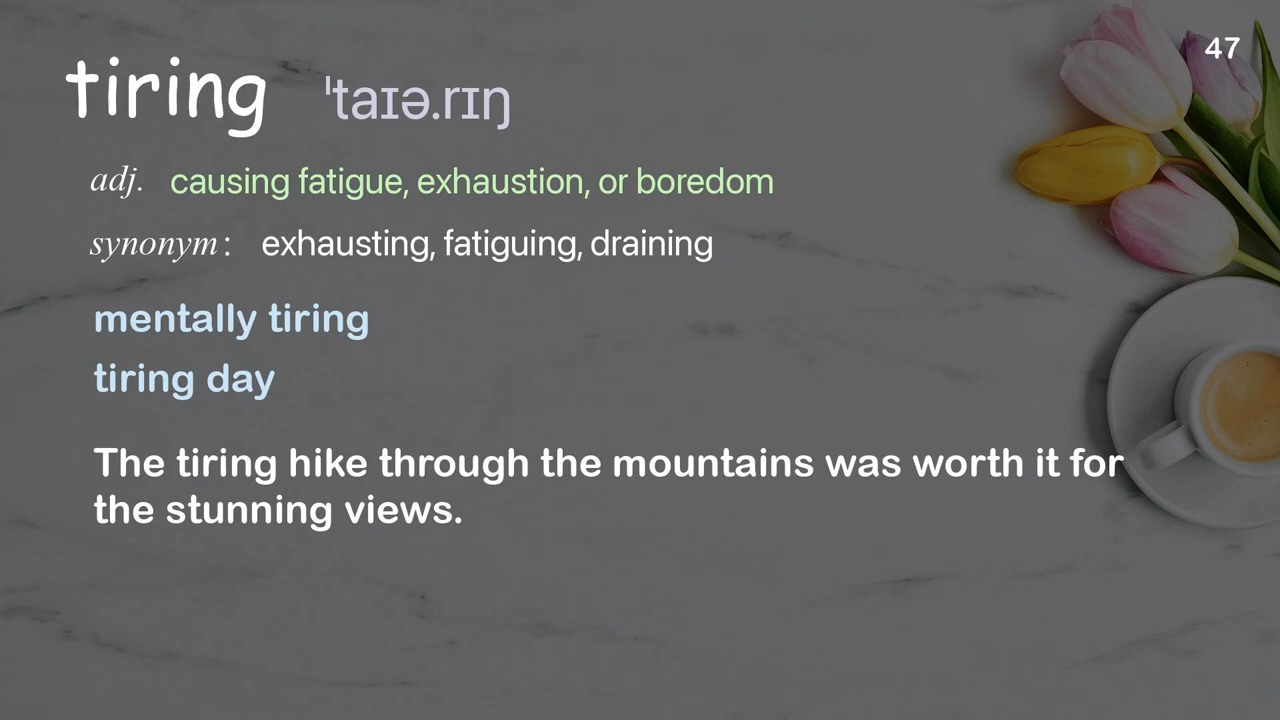 47
tiring ˈtaɪə.rɪŋ
adj. causing fatigue, exhaustion, or boredom
synonym: exhausting, fatiguing, draining
mentally tiring
tiring day
The tiring hike through the mountains was worth it for
the stunning views.